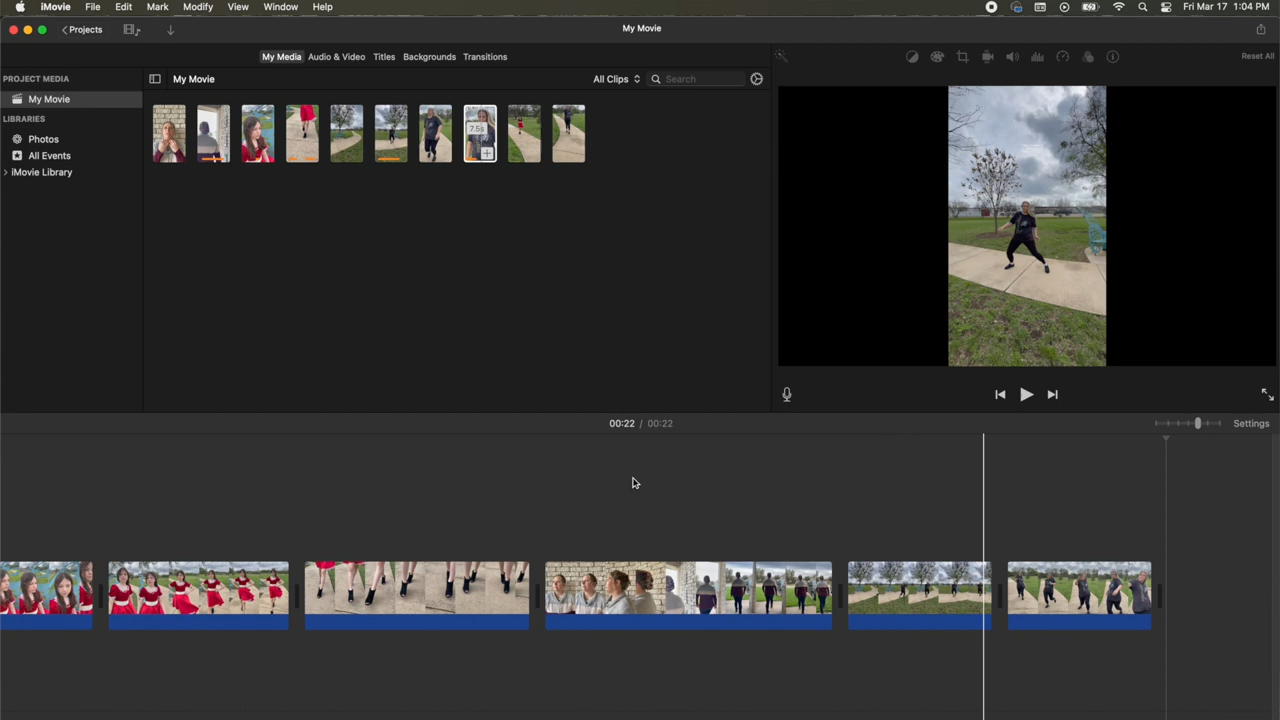 iMovie File Edit Mark Modify View Window Help Fri Mar 17 1:04 PM
Projects My Movie
My Media Audio & Video Titles Backgrounds Transitions Reset All
PROJECT MEDIA
My Movie All Clips Search
My Movie
LIBRARIES
Photos
All Events
iMovie Library
7.5s
00:22 / 00:22 Settings